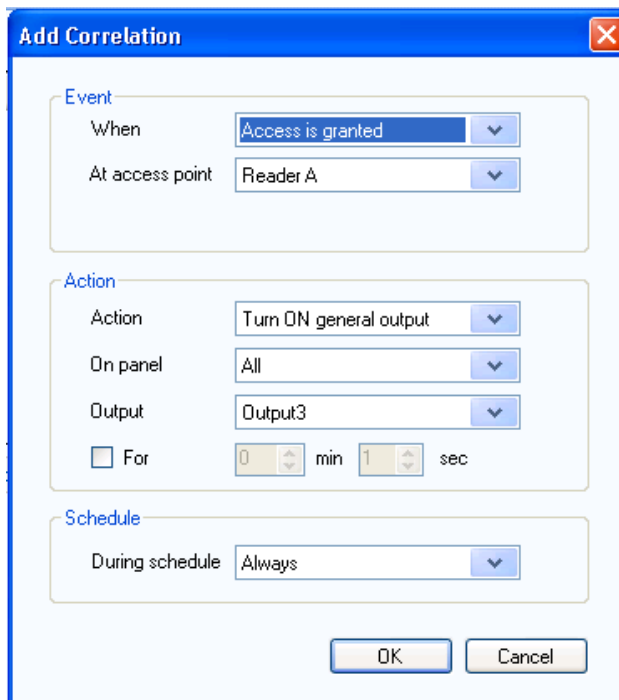 Add Correlation
Event
When Access is granted
At access point Reader A
Action
Action Turn ON general output
On panel All
Output Output3
For 0 min 1 sec
Schedule
During schedule Always
OK Cancel